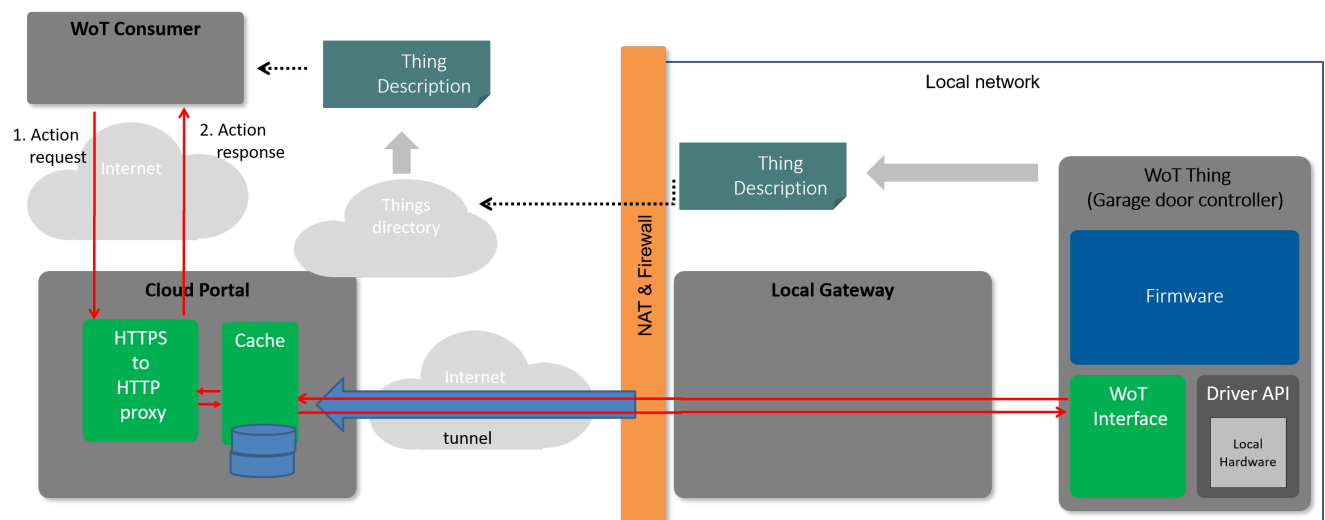 WoT Consumer
Thing
Description
Local network
1. Action
request
2. Action
response
Internet
Things
directory
Thing
Description
WoT Thing
(Garage door controller)
Firmware
WoT
Interface
Driver API
Local
Hardware
NAT & Firewall
Cloud Portal
HTTPS
to
HTTP
proxy
Cache
Internet
tunnel
Local Gateway